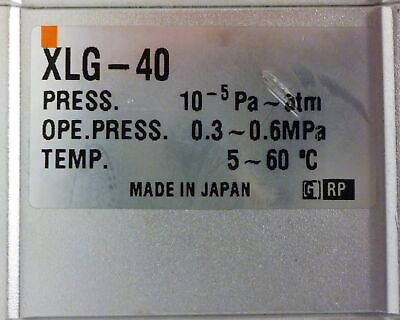 XLG-40
PRESS. 10⁻⁵ Pa~atm
OPE.PRESS. 0.3~0.6MPa
TEMP. 5~60 ℃
MADE IN JAPAN [G] RP